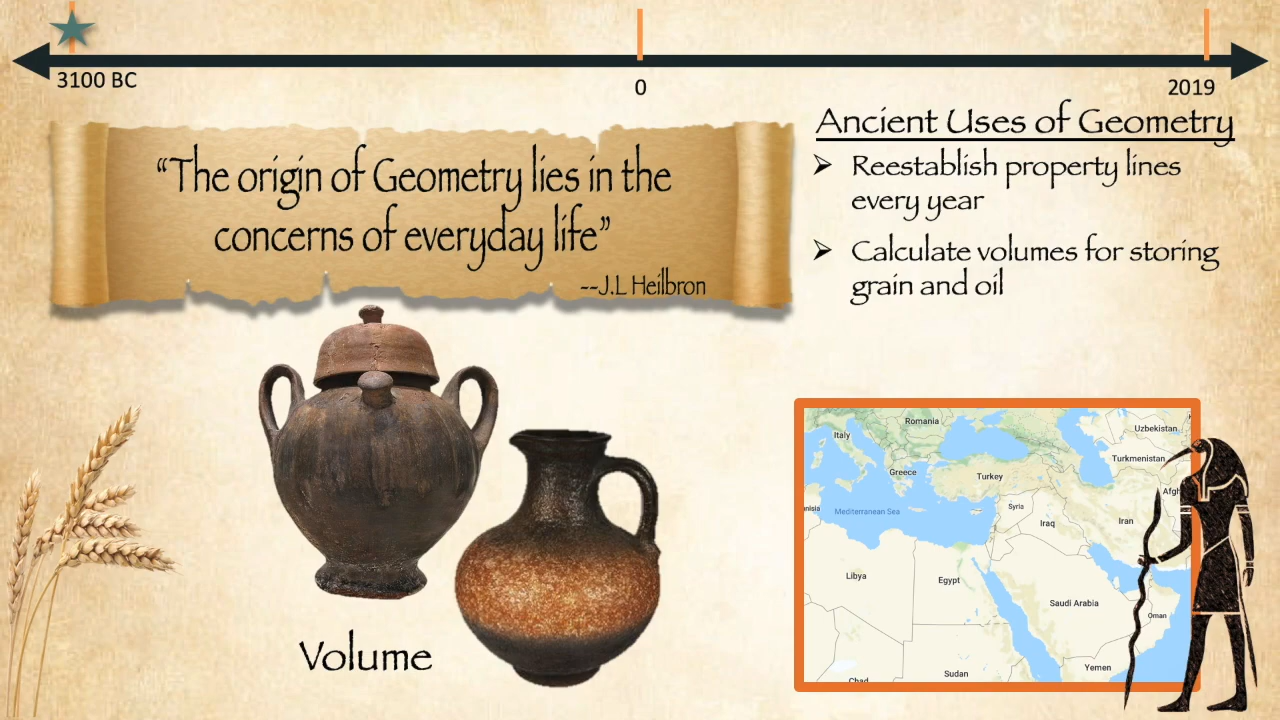 3100 BC
0
2019
“The origin of Geometry lies in the
concerns of everyday life”
--J.L Heilbron
Ancient Uses of Geometry
➢ Reestablish property lines
every year
➢ Calculate volumes for storing
grain and oil
Volume
Romania
Italy
Uzbekistan
Turkmenistan
Greece
Turkey
Afgh
Syria
Mediterranean Sea
nisia
Iraq
Iran
Libya
Egypt
Saudi Arabia
Oman
Yemen
Sudan
Chad